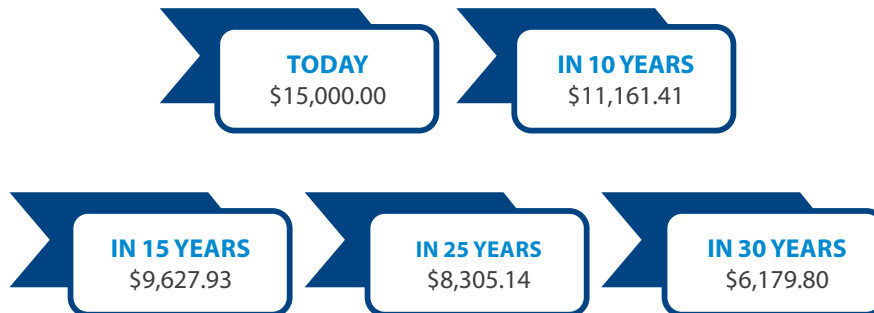 TODAY
$15,000.00
IN 10 YEARS
$11,161.41
IN 15 YEARS
$9,627.93
IN 25 YEARS
$8,305.14
IN 30 YEARS
$6,179.80